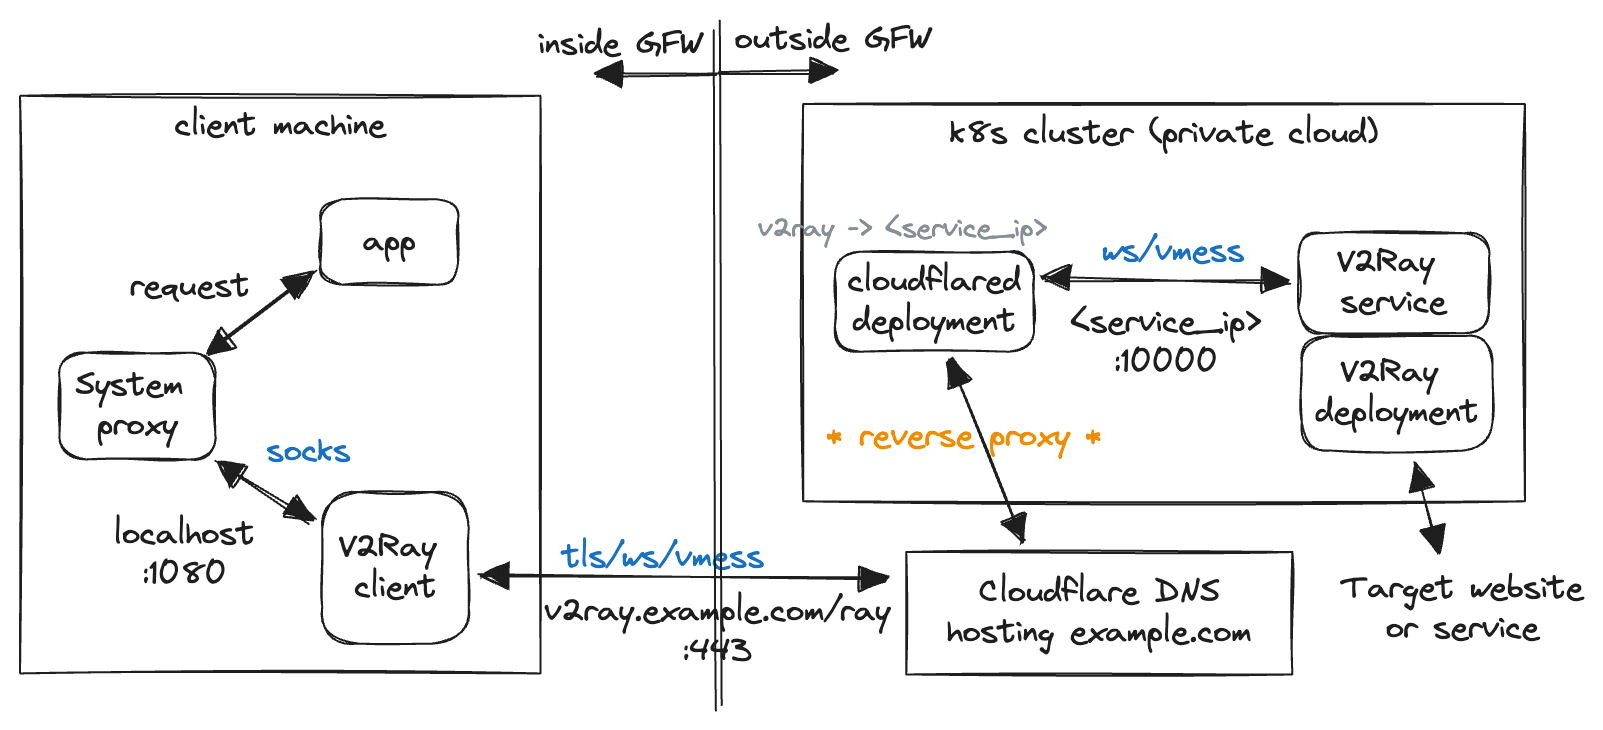 inside GFW
outside GFW
client machine
app
request
System
proxy
socks
localhost
:1080
V2Ray
client
tls/ws/vmess
v2ray.example.com/ray
:443
k8s cluster (private cloud)
v2ray -> <service_ip>
cloudflared
deployment
ws/vmess
<service_ip>
:10000
V2Ray
service
V2Ray
deployment
* reverse proxy *
Cloudflare DNS
hosting example.com
Target website
or service